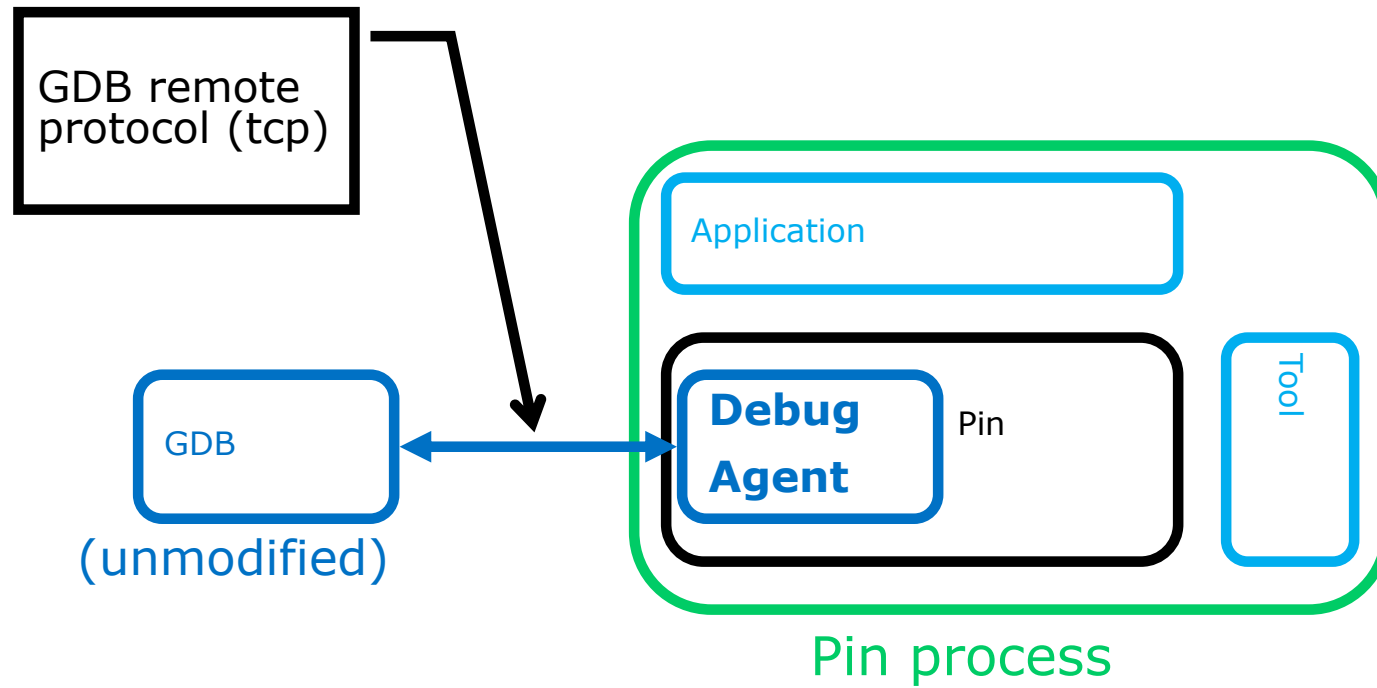 GDB remote
protocol (tcp)
Application
Tool
Debug
Agent
Pin
GDB
(unmodified)
Pin process